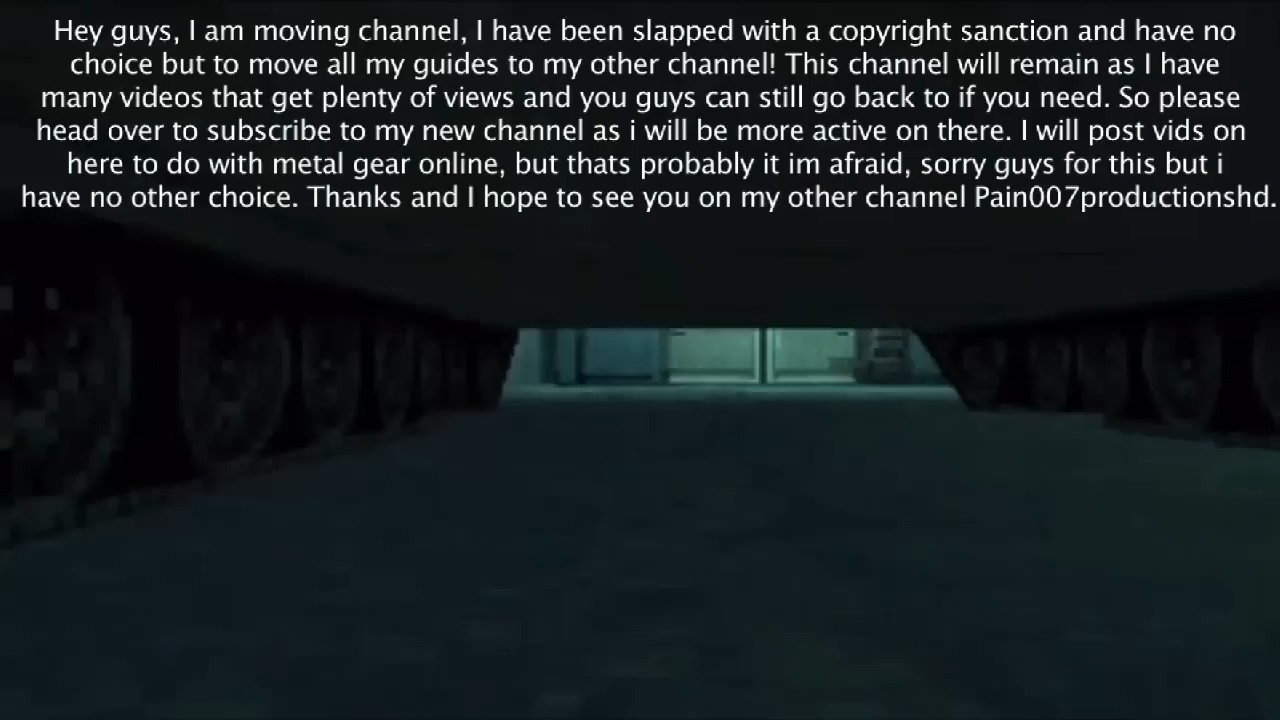 Hey guys, I am moving channel, I have been slapped with a copyright sanction and have no
choice but to move all my guides to my other channel! This channel will remain as I have
many videos that get plenty of views and you guys can still go back to if you need. So please
head over to subscribe to my new channel as i will be more active on there. I will post vids on
here to do with metal gear online, but thats probably it im afraid, sorry guys for this but i
have no other choice. Thanks and I hope to see you on my other channel Pain007productionshd.